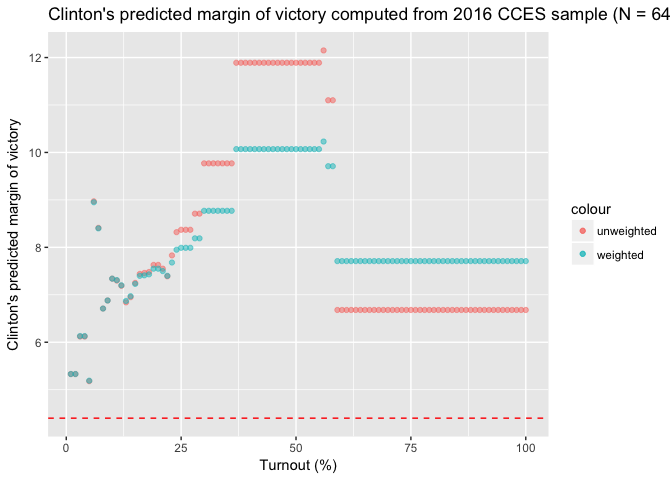 Clinton's predicted margin of victory computed from 2016 CCES sample (N = 64
12
10
8
6
Clinton's predicted margin of victory
0
25
50
75
100
Turnout (%)
colour
unweighted
weighted